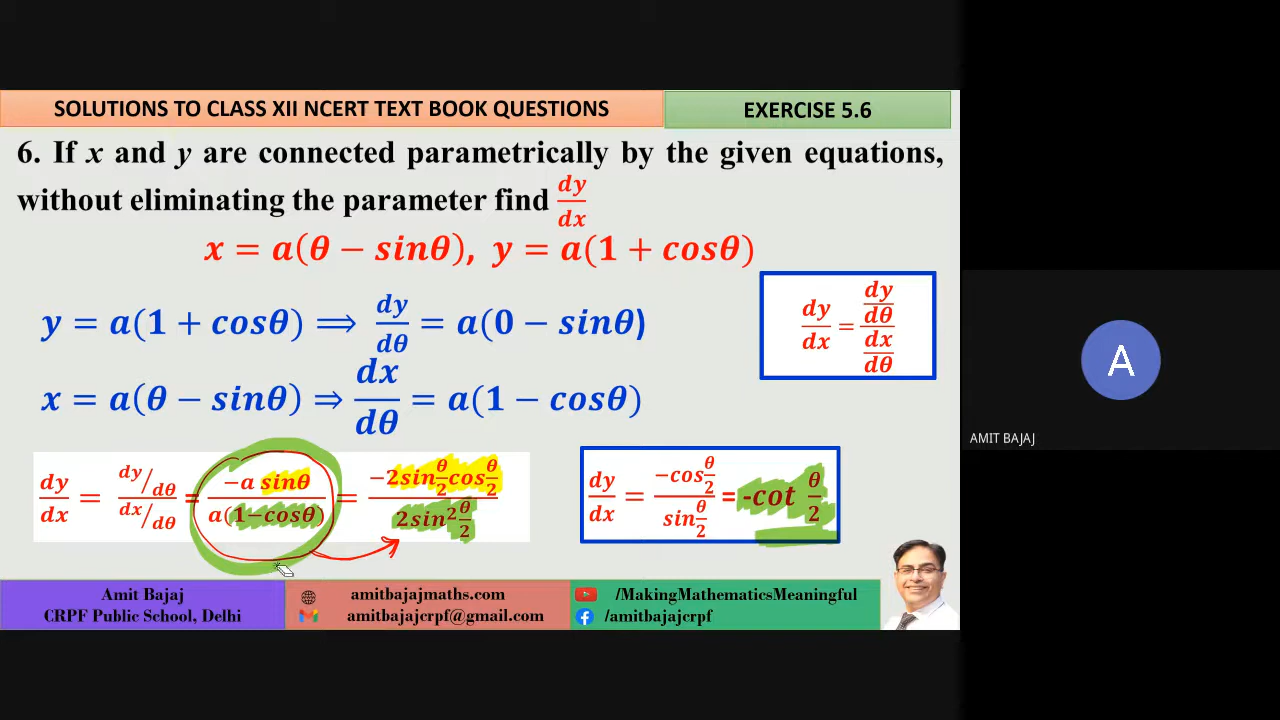 SOLUTIONS TO CLASS XII NCERT TEXT BOOK QUESTIONS
EXERCISE 5.6
6. If x and y are connected parametrically by the given equations,
without eliminating the parameter find dy/dx
x = a(θ − sinθ), y = a(1 + cosθ)
y = a(1 + cosθ) ⟹ dy/dθ = a(0 − sinθ)
x = a(θ − sinθ) ⇒ dx/dθ = a(1 − cosθ)
dy/dx = (dy/dθ)/(dx/dθ)
dy/dx = (dy/dθ)/(dx/dθ) = (−a sinθ)/(a(1−cosθ)) = (−2sin θ/2 cos θ/2)/(2sin² θ/2)
dy/dx = (−cos θ/2)/(sin θ/2) = -cot θ/2
Amit Bajaj
CRPF Public School, Delhi
amitbajajmaths.com
amitbajajcrpf@gmail.com
/MakingMathematicsMeaningful
/amitbajajcrpf
A
AMIT BAJAJ